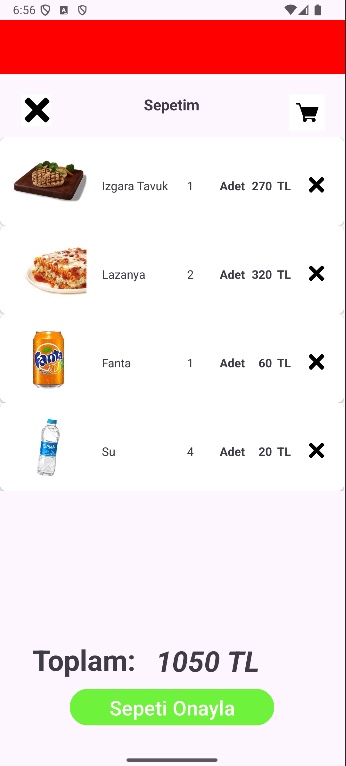 6:56
Sepetim
Izgara Tavuk 1 Adet 270 TL
Lazanya 2 Adet 320 TL
Fanta
Fanta 1 Adet 60 TL
Su 4 Adet 20 TL
Toplam: 1050 TL
Sepeti Onayla